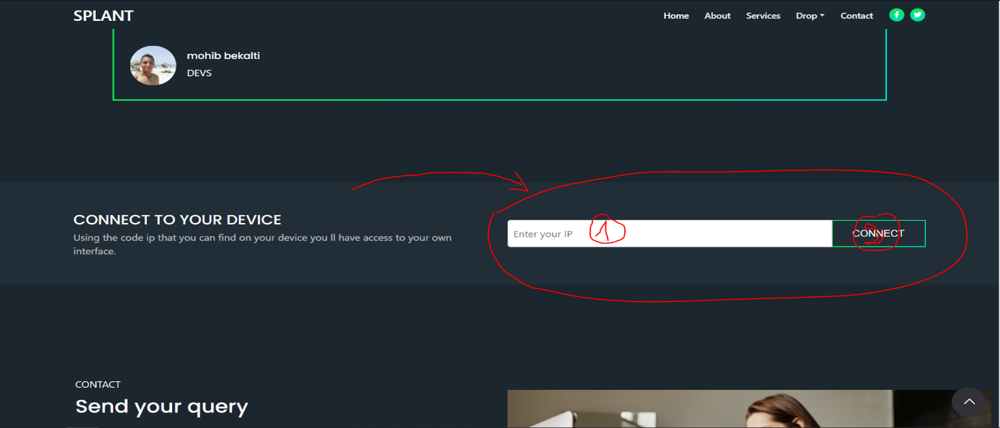 SPLANT
Home About Services Drop Contact
mohib bekalti
DEVS
CONNECT TO YOUR DEVICE
Using the code ip that you can find on your device you ll have access to your own
interface.
Enter your IP
1
CONNECT
2
CONTACT
Send your query